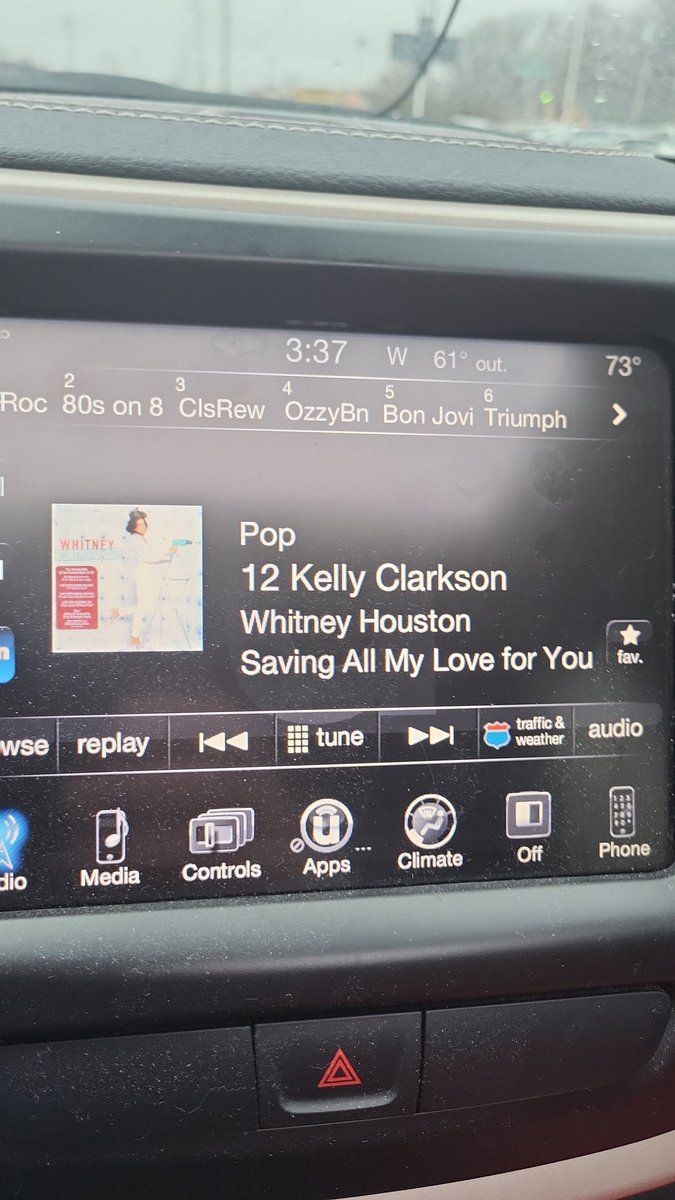 3:37 W 61° out. 73°
Roc 2 80s on 8 3 ClsRew 4 OzzyBn 5 Bon Jovi 6 Triumph
WHITNEY
Pop
12 Kelly Clarkson
Whitney Houston
Saving All My Love for You
fav.
wse replay tune traffic & weather audio
dio Media Controls Apps... Climate Off Phone